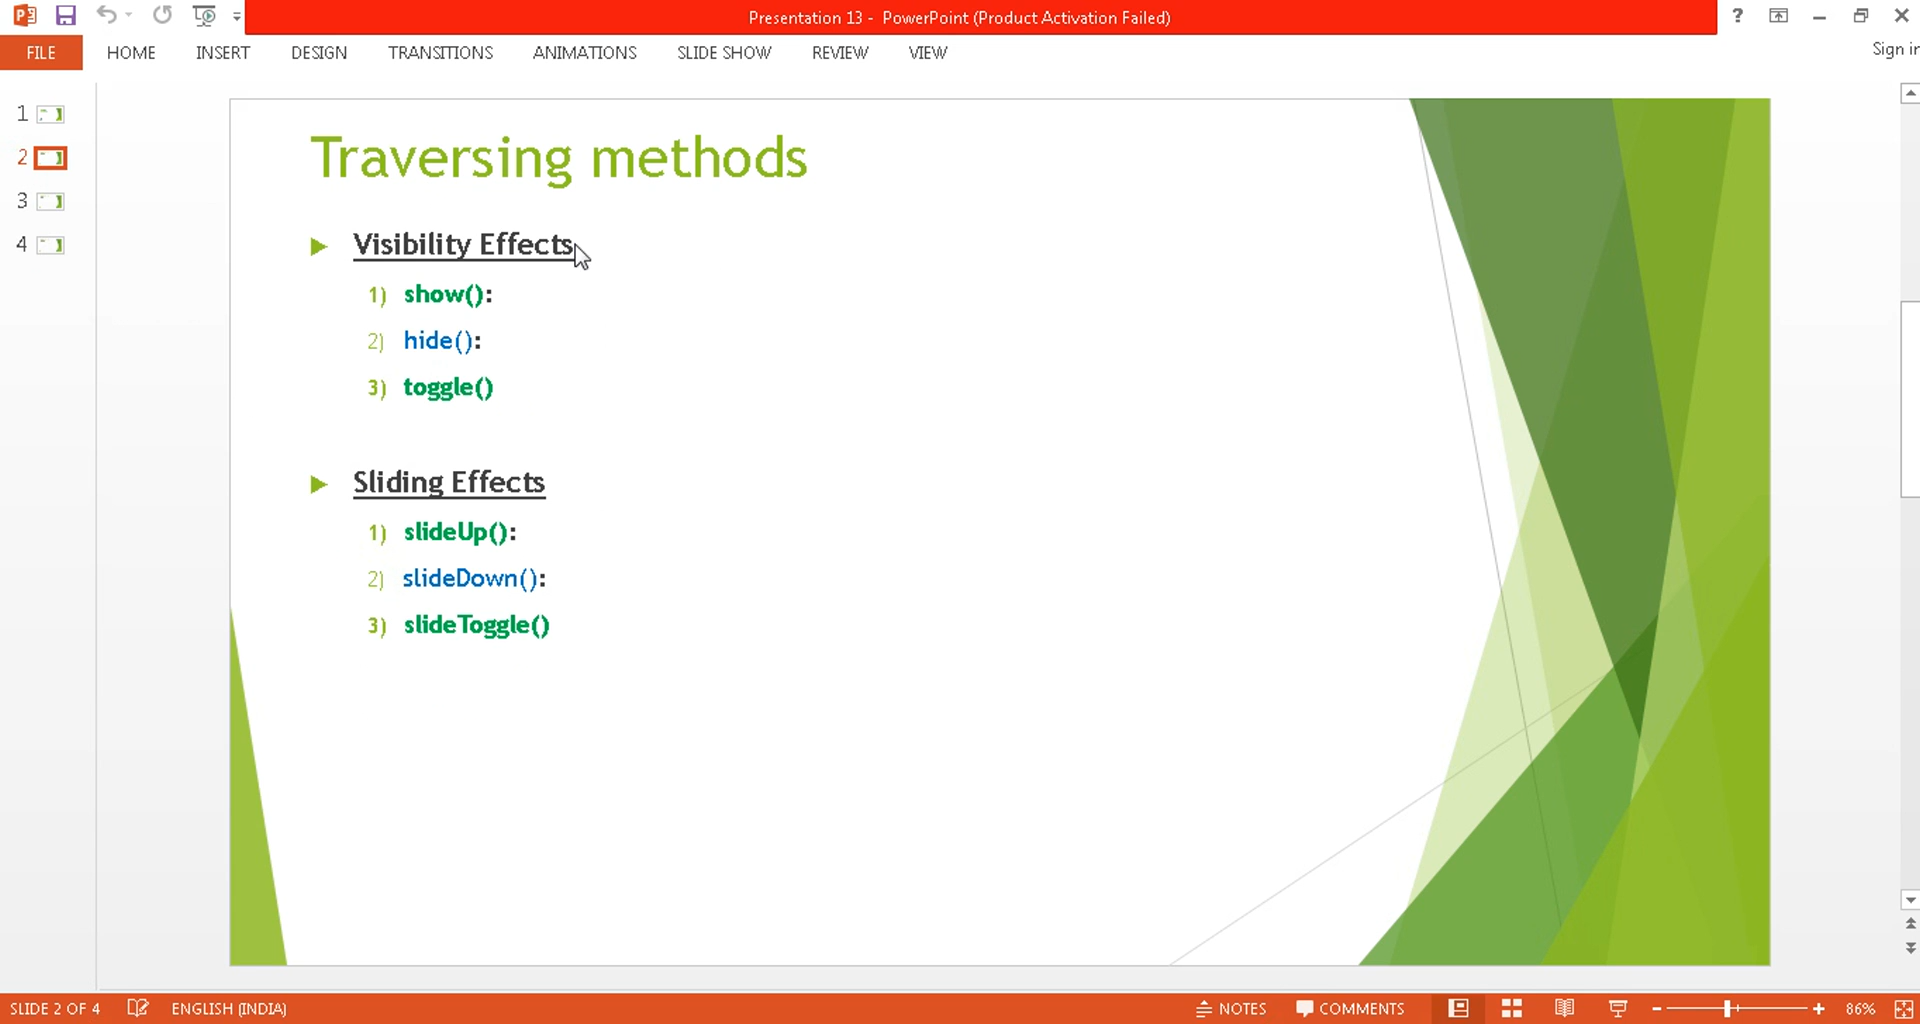 Presentation 13 - PowerPoint (Product Activation Failed)
?
Sign in
FILE HOME INSERT DESIGN TRANSITIONS ANIMATIONS SLIDE SHOW REVIEW VIEW
1
2
3
4
Traversing methods
Visibility Effects
1) show():
2) hide():
3) toggle()
Sliding Effects
1) slideUp():
2) slideDown():
3) slideToggle()
SLIDE 2 OF 4 ENGLISH (INDIA) NOTES COMMENTS 86%